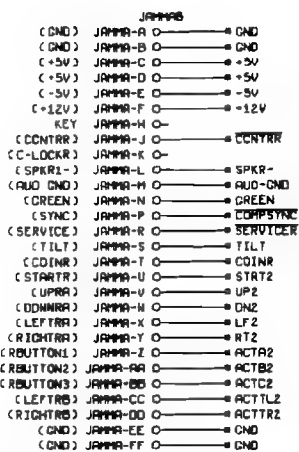 JAMMAB
(GND) JAMMA-A GND
(GND) JAMMA-B GND
(+5V) JAMMA-C +5V
(+5V) JAMMA-D +5V
(-5V) JAMMA-E -5V
(+12V) JAMMA-F +12V
KEY JAMMA-H
(CCNTRR) JAMMA-J CCNTRR
(C-LOCKR) JAMMA-K
(SPKR1-) JAMMA-L SPKR-
(AUD GND) JAMMA-M AUD-GND
(GREEN) JAMMA-N GREEN
(SYNC) JAMMA-P COMPSYNC
(SERVICE) JAMMA-R SERVICER
(TILT) JAMMA-S TILT
(COINR) JAMMA-T COINR
(STARTR) JAMMA-U STRT2
(UPRA) JAMMA-V UP2
(DOWNRA) JAMMA-W DN2
(LEFTRA) JAMMA-X LF2
(RIGHTRA) JAMMA-Y RT2
(RBUTTON1) JAMMA-Z ACTA2
(RBUTTON2) JAMMA-AA ACTB2
(RBUTTON3) JAMMA-BB ACTC2
(LEFTRB) JAMMA-CC ACTTL2
(RIGHTRB) JAMMA-DD ACTTR2
(GND) JAMMA-EE GND
(GND) JAMMA-FF GND